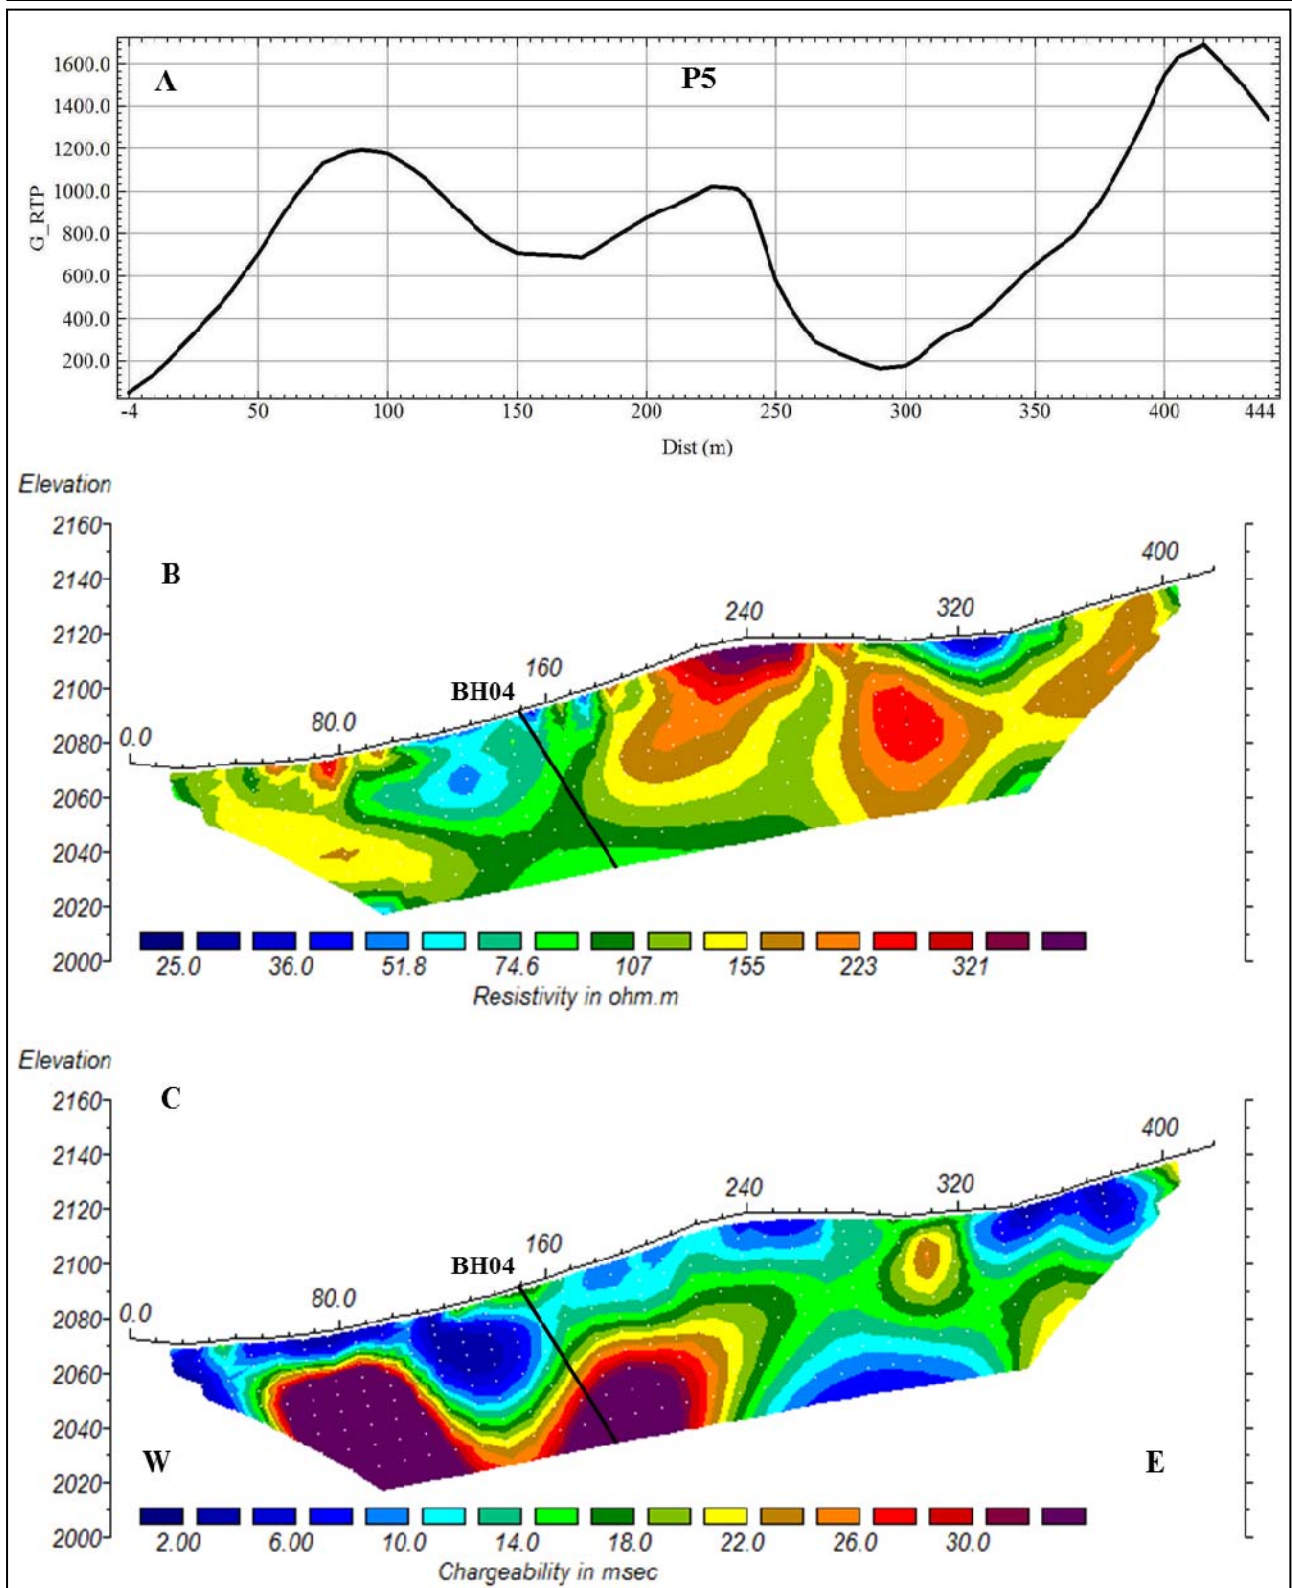 A P5
1600.0
1400.0
1200.0
1000.0
800.0
600.0
400.0
200.0
G_RTP
-4 50 100 150 200 250 300 350 400 444
Dist (m)
Elevation
2160
2140
2120
2100
2080
2060
2040
2020
2000
B
0.0 80.0 160 240 320 400
BH04
25.0 36.0 51.8 74.6 107 155 223 321
Resistivity in ohm.m
Elevation
2160
2140
2120
2100
2080
2060
2040
2020
2000
C
0.0 80.0 160 240 320 400
BH04
W E
2.00 6.00 10.0 14.0 18.0 22.0 26.0 30.0
Chargeability in msec